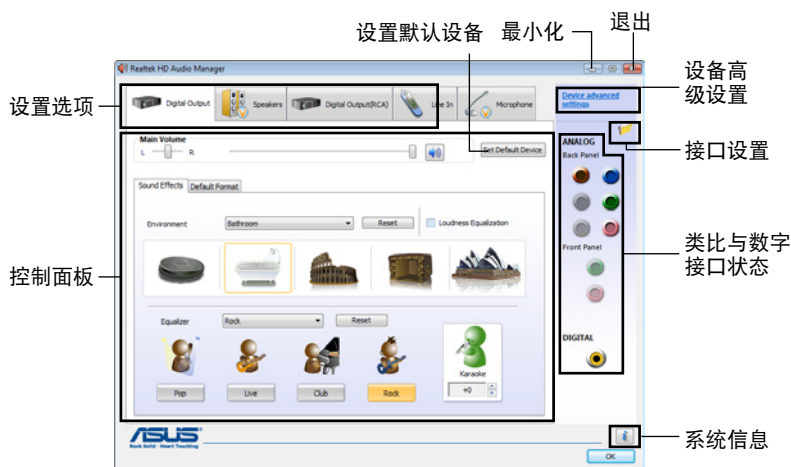 设置默认设备
最小化
退出
Realtek HD Audio Manager
设置选项
Digital Output
Speakers
Digital Output(RCA)
Line In
Microphone
Device advanced
settings
设备高
级设置
Main Volume
L
R
Set Default Device
ANALOG
Back Panel
接口设置
Sound Effects
Default Format
Environment
Bathroom
Reset
Loudness Equalization
控制面板
Front Panel
类比与数字
接口状态
Equalizer
Rock
Reset
DIGITAL
Karaoke
Pop
Live
Club
Rock
+0
ASUS
Rock Solid · Heart Touching
系统信息
OK